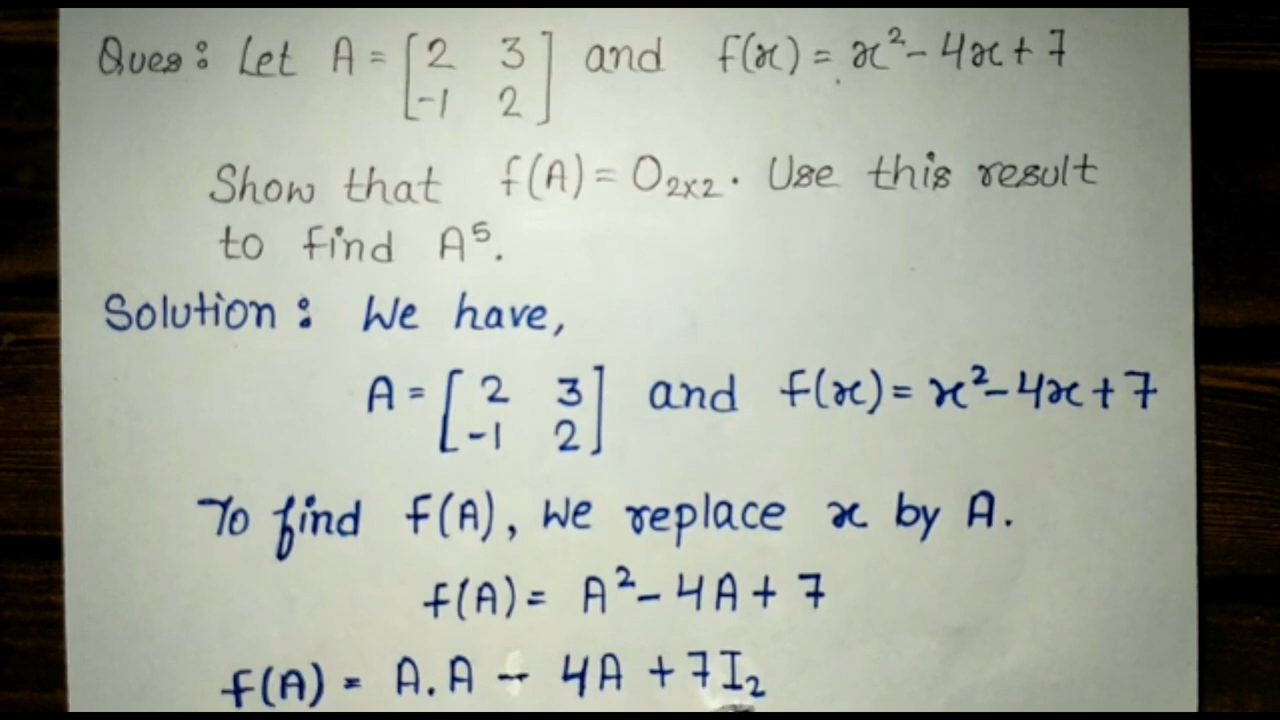 Ques: Let A = [2 3] and f(x) = x² - 4x + 7
[-1 2]
Show that f(A) = O₂ₓ₂. Use this result
to find A⁵.
Solution: We have,
A = [2 3] and f(x) = x² - 4x + 7
[-1 2]
To find f(A), We replace x by A.
f(A) = A² - 4A + 7
f(A) = A.A - 4A + 7I₂